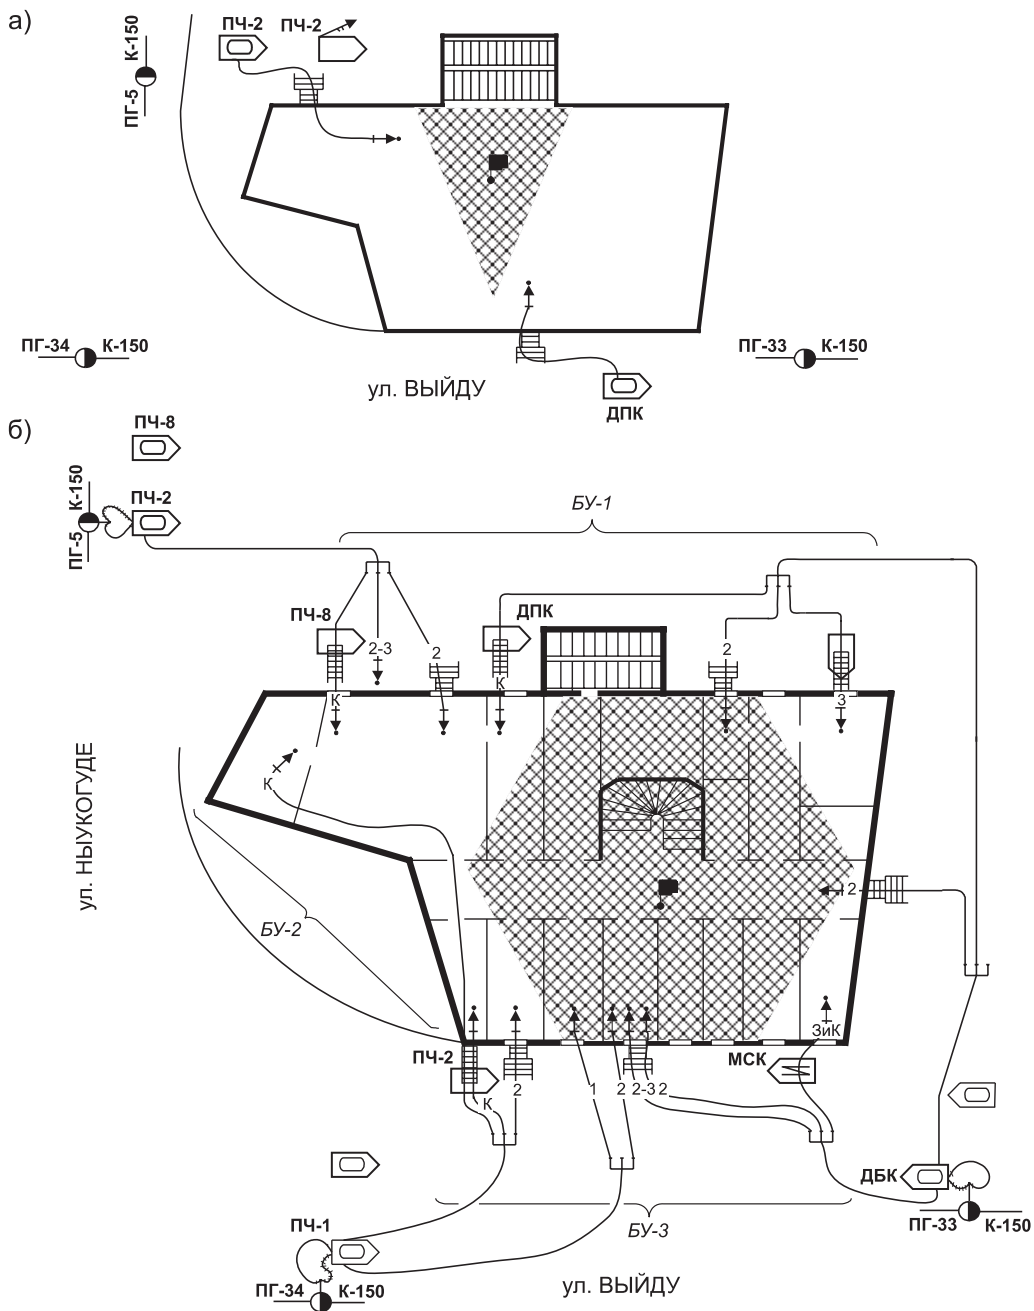 а)
ПЧ-2
ПЧ-2
К-150
ПГ-5
ПГ-34
К-150
ПГ-33
К-150
ул. ВЫЙДУ
ДПК
б)
ПЧ-8
К-150
ПГ-5
ПЧ-2
БУ-1
ПЧ-8
ДПК
2-3
2
К
2
К
3
К
ул. НЫУКОГУДЕ
БУ-2
2
ПЧ-2
К
2
1
2
2-3
2
МСК
ЗиК
ДБК
ПГ-33
К-150
ПЧ-1
БУ-3
ПГ-34
К-150
ул. ВЫЙДУ